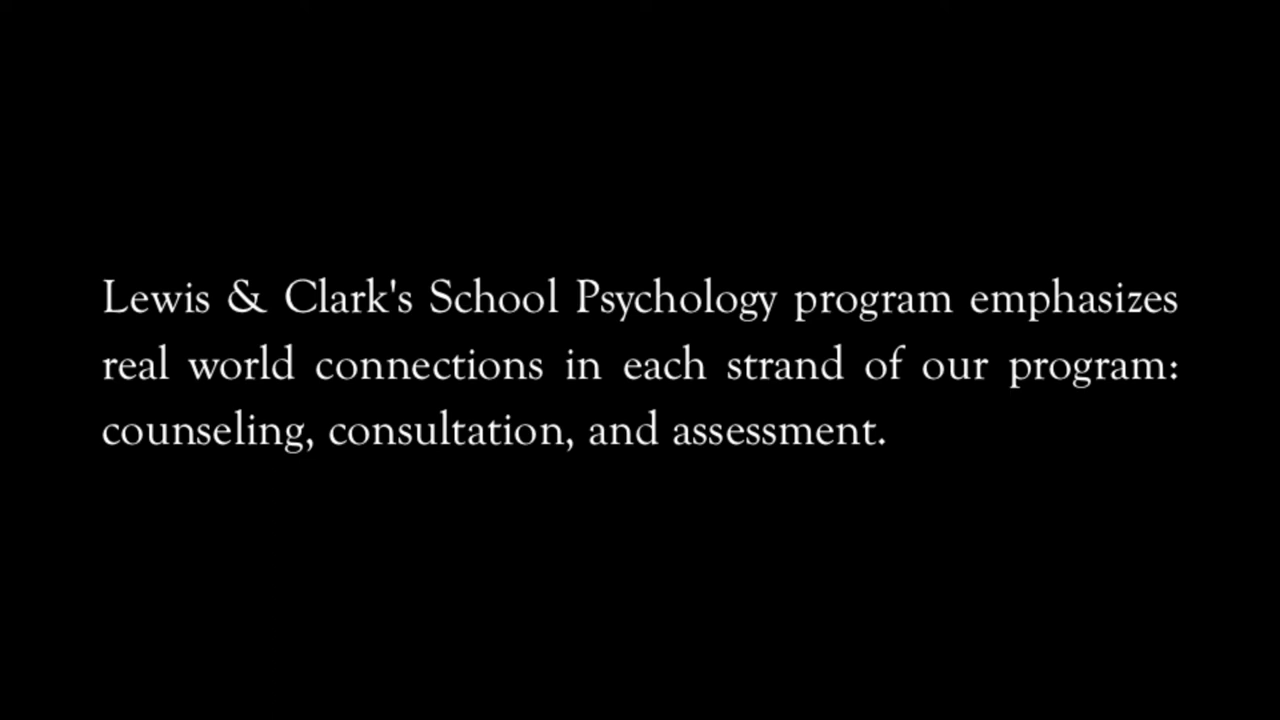 Lewis & Clark's School Psychology program emphasizes
real world connections in each strand of our program:
counseling, consultation, and assessment.